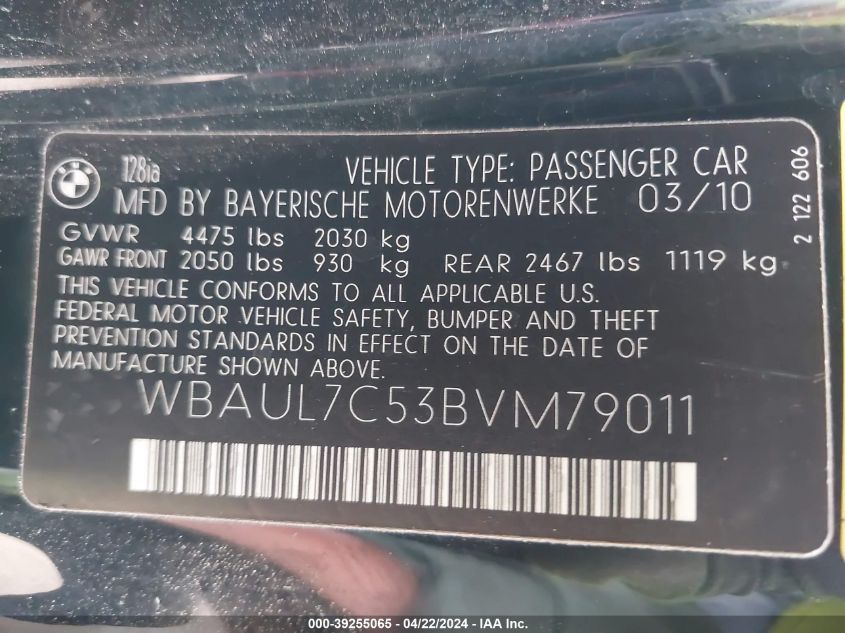 BMW
128ia VEHICLE TYPE: PASSENGER CAR
MFD BY BAYERISCHE MOTORENWERKE 03/10
GVWR 4475 lbs 2030 kg
GAWR FRONT 2050 lbs 930 kg REAR 2467 lbs 1119 kg
THIS VEHICLE CONFORMS TO ALL APPLICABLE U.S.
FEDERAL MOTOR VEHICLE SAFETY, BUMPER AND THEFT
PREVENTION STANDARDS IN EFFECT ON THE DATE OF
MANUFACTURE SHOWN ABOVE.
WBAUL7C53BVM79011
2 122 606
000-39255065 - 04/22/2024 - IAA Inc.